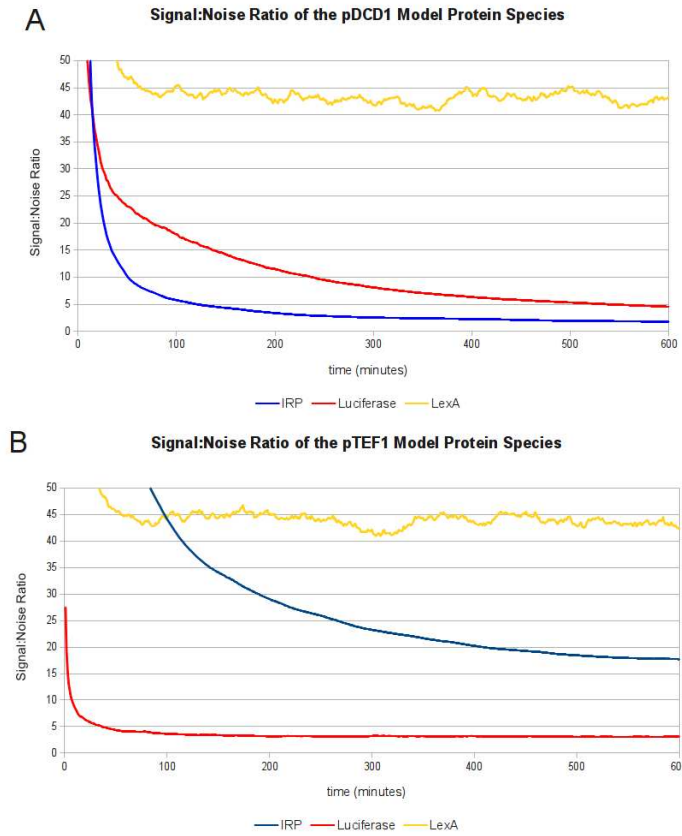 A
Signal:Noise Ratio of the pDCD1 Model Protein Species
50
45
40
35
30
25
20
15
10
5
0
Signal:Noise Ratio
0 100 200 300 400 500 600
time (minutes)
IRP Luciferase LexA
B
Signal:Noise Ratio of the pTEF1 Model Protein Species
50
45
40
35
30
25
20
15
10
5
0
Signal:Noise Ratio
0 100 200 300 400 500 600
time (minutes)
IRP Luciferase LexA